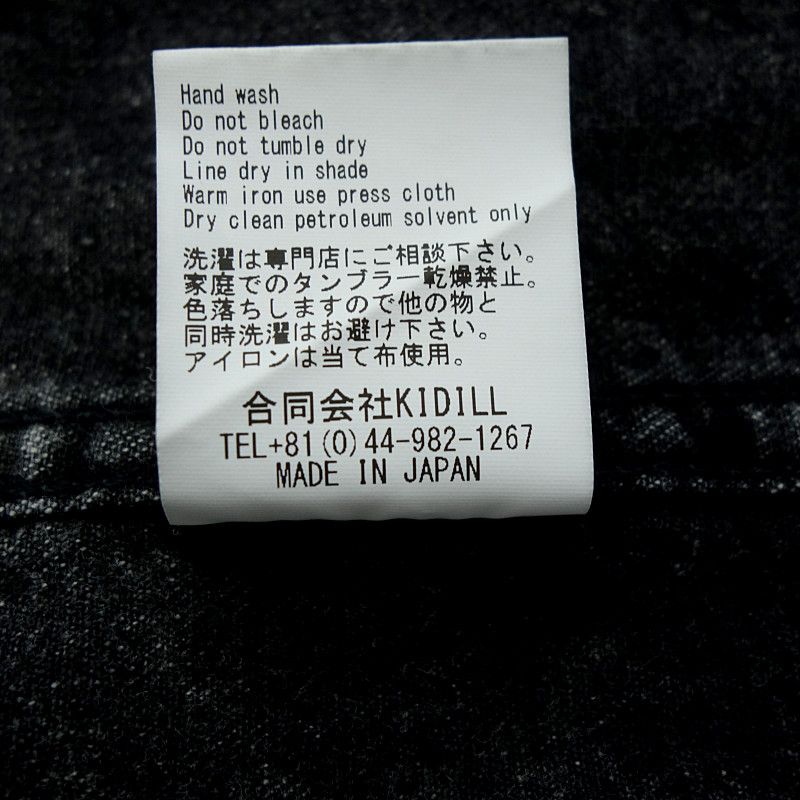 Hand wash
Do not bleach
Do not tumble dry
Line dry in shade
Warm iron use press cloth
Dry clean petroleum solvent only
洗濯は専門店にご相談下さい。
家庭でのタンブラー乾燥禁止。
色落ちしますので他の物と
同時洗濯はお避け下さい。
アイロンは当て布使用。
合同会社KIDILL
TEL+81(0)44-982-1267
MADE IN JAPAN